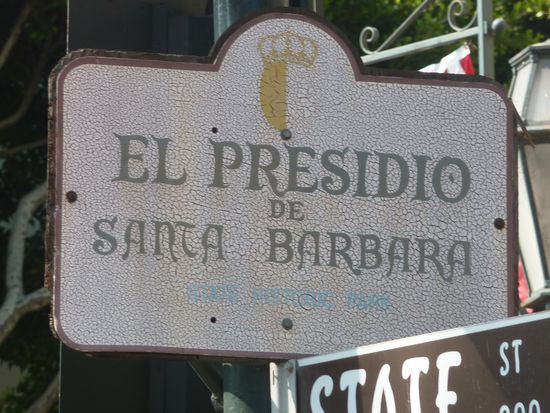 EL PRESIDIO
DE
SANTA BARBARA
STATE HISTORIC PARK
STATE ST